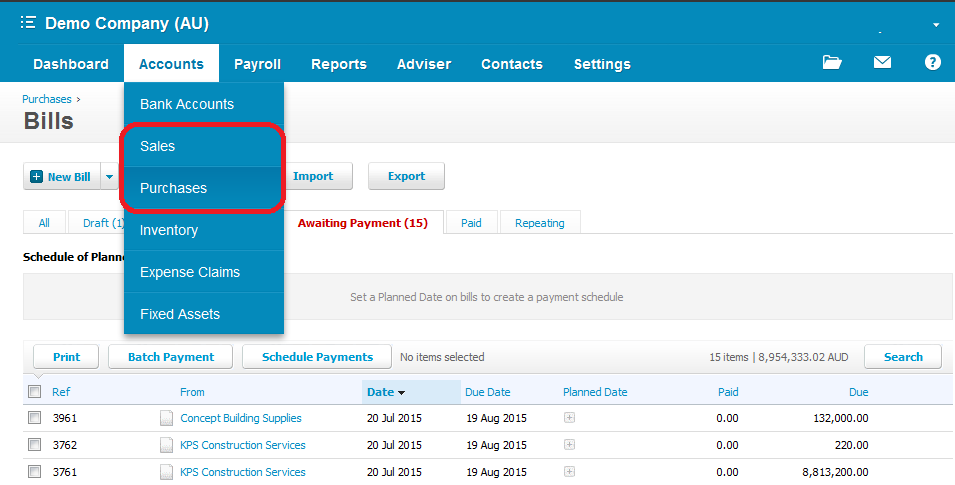 Demo Company (AU)
Dashboard Accounts Payroll Reports Adviser Contacts Settings ?
Purchases ›
Bills
Bank Accounts
Sales
Purchases
Inventory
Expense Claims
Fixed Assets
New Bill Import Export
All Draft (1) Awaiting Payment (15) Paid Repeating
Schedule of Planne
Set a Planned Date on bills to create a payment schedule
Print Batch Payment Schedule Payments No items selected 15 items | 8,954,333.02 AUD Search
Ref From Date Due Date Planned Date Paid Due
3961 Concept Building Supplies 20 Jul 2015 19 Aug 2015 0.00 132,000.00
3762 KPS Construction Services 20 Jul 2015 19 Aug 2015 0.00 220.00
3761 KPS Construction Services 20 Jul 2015 19 Aug 2015 0.00 8,813,200.00